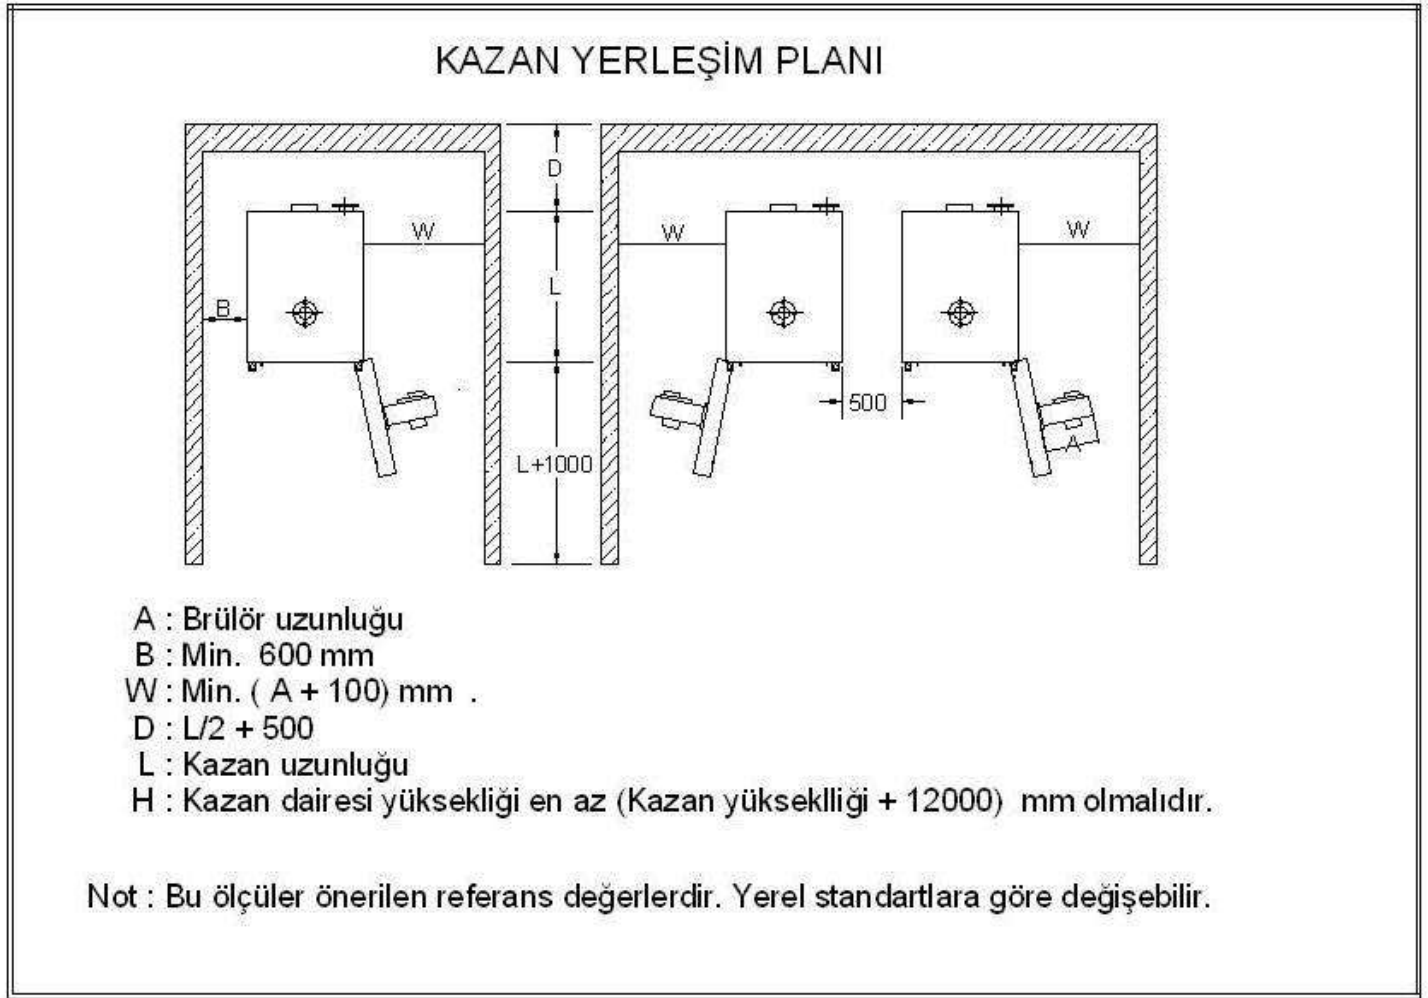 KAZAN YERLEŞİM PLANI
D
W
W
W
L
B
500
A
L+1000
A : Brülör uzunluğu
B : Min. 600 mm
W : Min. ( A + 100) mm .
D : L/2 + 500
L : Kazan uzunluğu
H : Kazan dairesi yüksekliği en az (Kazan yükseklliği + 12000) mm olmalıdır.
Not : Bu ölçüler önerilen referans değerlerdir. Yerel standartlara göre değişebilir.